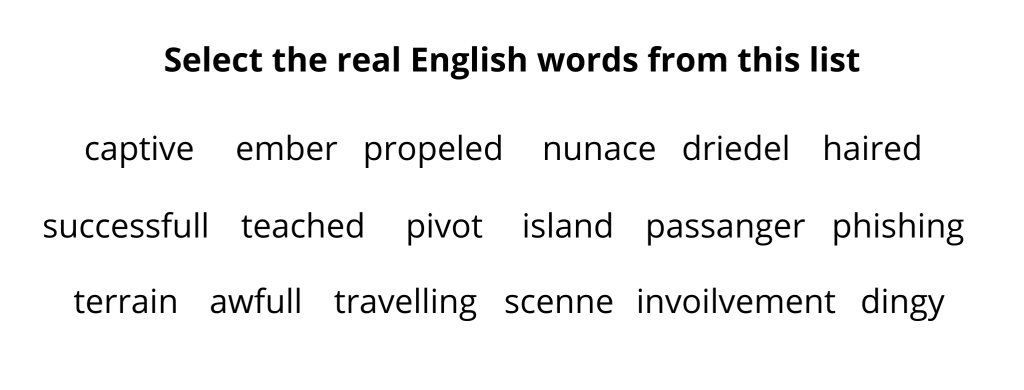 Select the real English words from this list
captive ember propeled nunace driedel haired
successfull teached pivot island passanger phishing
terrain awfull travelling scenne invoilvement dingy